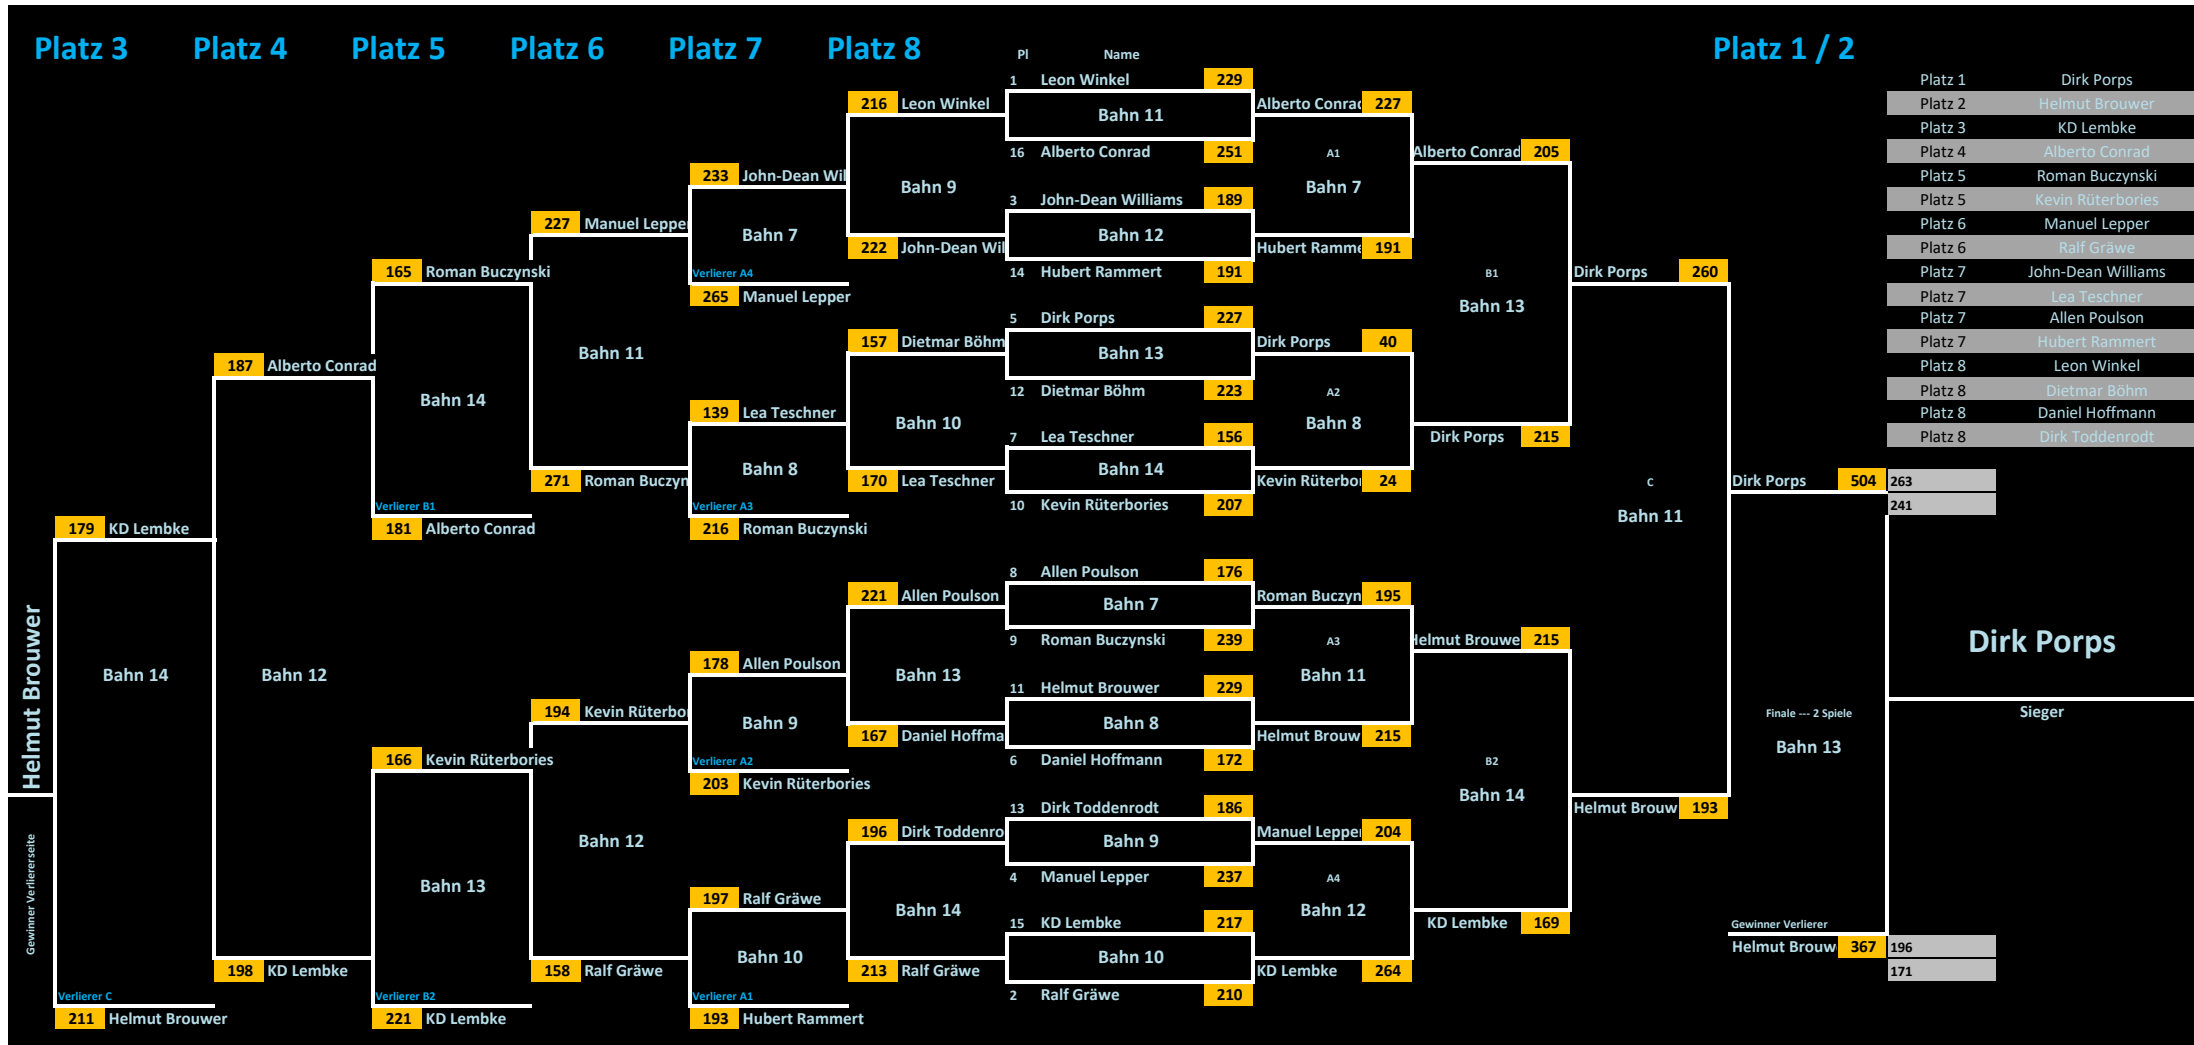 Platz 3 Platz 4 Platz 5 Platz 6 Platz 7 Platz 8 Platz 1 / 2
Pl Name
1 Leon Winkel 229 Platz 1 Dirk Porps
216 Leon Winkel Alberto Conrad 227 Platz 2 Helmut Brouwer
Bahn 11
Platz 3 KD Lembke
16 Alberto Conrad 251 A1 Alberto Conrad 205 Platz 4 Alberto Conrad
233 John-Dean Wil Platz 5 Roman Buczynski
Bahn 9 Bahn 7
3 John-Dean Williams 189 Platz 5 Kevin Rüterbories
227 Manuel Lepper Platz 6 Manuel Lepper
Bahn 7 Bahn 12
222 John-Dean Wil Hubert Ramme 191 Platz 6 Ralf Gräwe
165 Roman Buczynski Verlierer A4 14 Hubert Rammert 191 B1 Dirk Porps 260 Platz 7 John-Dean Williams
265 Manuel Lepper Platz 7 Lea Teschner
Bahn 13
5 Dirk Porps 227 Platz 7 Allen Poulson
157 Dietmar Böhm Dirk Porps 40 Platz 7 Hubert Rammert
Bahn 11 Bahn 13
187 Alberto Conrad Platz 8 Leon Winkel
12 Dietmar Böhm 223 A2 Platz 8 Dietmar Böhm
Bahn 14
139 Lea Teschner Platz 8 Daniel Hoffmann
Bahn 10 Bahn 8
7 Lea Teschner 156 Dirk Porps 215 Platz 8 Dirk Toddenrodt
Bahn 8 Bahn 14
271 Roman Buczyn 170 Lea Teschner Kevin Rüterbor 24 C Dirk Porps 504 263
Verlierer B1 Verlierer A3 10 Kevin Rüterbories 207 241
Bahn 11
179 KD Lembke 181 Alberto Conrad 216 Roman Buczynski
8 Allen Poulson 176
221 Allen Poulson Roman Buczyn 195
Bahn 7
9 Roman Buczynski 239 A3 Helmut Brouwe 215 Dirk Porps
178 Allen Poulson
Bahn 14 Bahn 12 Bahn 13 Bahn 11
11 Helmut Brouwer 229
194 Kevin Rüterbor Finale --- 2 Spiele Sieger
Bahn 9 Bahn 8
167 Daniel Hoffma Helmut Brouw 215
Bahn 13
166 Kevin Rüterbories Verlierer A2 6 Daniel Hoffmann 172 B2
203 Kevin Rüterbories
Bahn 14
Helmut Brouwer
13 Dirk Toddenrodt 186 Helmut Brouw 193
196 Dirk Toddenro Manuel Lepper 204
Bahn 12 Bahn 9
4 Manuel Lepper 237 A4
Bahn 13
197 Ralf Gräwe
Gewinner Verliererseite
Bahn 14 Bahn 12
15 KD Lembke 217 KD Lembke 169 Gewinner Verlierer
Helmut Brouwe 367 196
Bahn 10 Bahn 10
198 KD Lembke 158 Ralf Gräwe 213 Ralf Gräwe KD Lembke 264 171
Verlierer C Verlierer B2 Verlierer A1 2 Ralf Gräwe 210
211 Helmut Brouwer 221 KD Lembke 193 Hubert Rammert